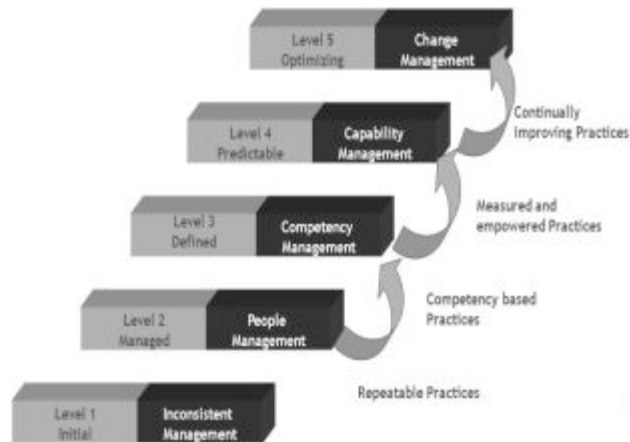 Level 5
Optimizing
Change
Management
Continually
Improving Practices
Level 4
Predictable
Capability
Management
Measured and
empowered Practices
Level 3
Defined
Competency
Management
Competency based
Practices
Level 2
Managed
People
Management
Repeatable Practices
Level 1
Initial
Inconsistent
Management